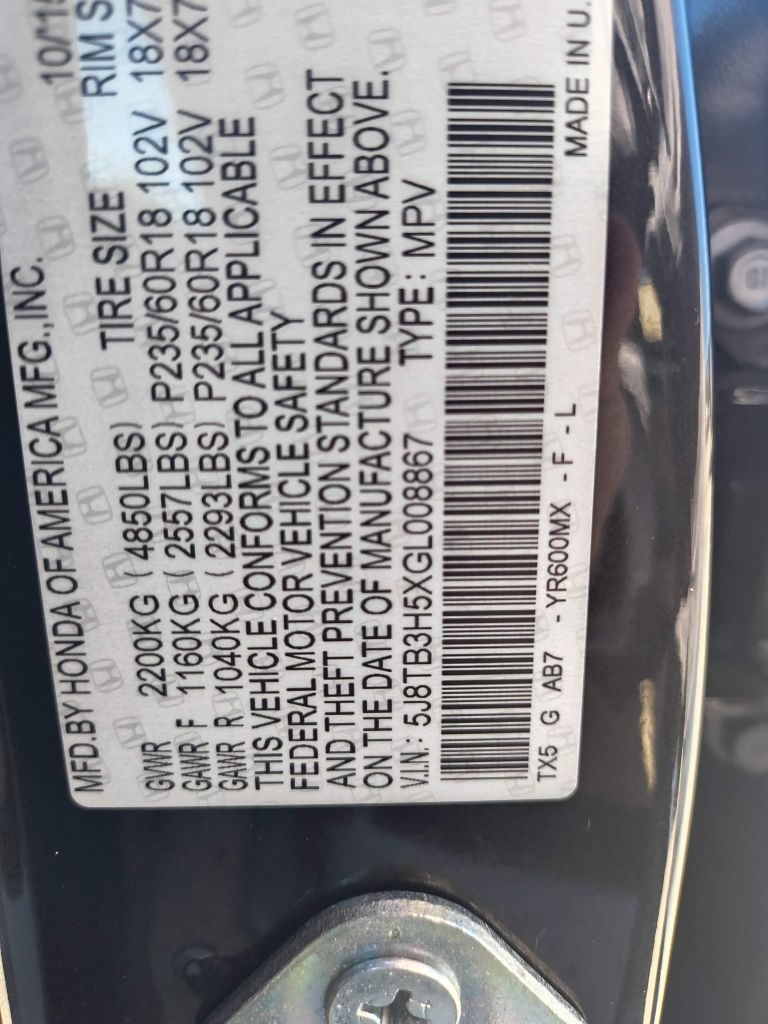 MFD.BY HONDA OF AMERICA MFG.,INC. 10/15
TIRE SIZE RIM S
GVWR 2200KG ( 4850LBS)
GAWR F 1160KG ( 2557LBS) P235/60R18 102V 18X7
GAWR R 1040KG ( 2293LBS) P235/60R18 102V 18X7
THIS VEHICLE CONFORMS TO ALL APPLICABLE
FEDERAL MOTOR VEHICLE SAFETY
AND THEFT PREVENTION STANDARDS IN EFFECT
ON THE DATE OF MANUFACTURE SHOWN ABOVE.
V.I.N.: 5J8TB3H5XGL008867 TYPE: MPV
TX5 G AB7 - YR600MX - F - L MADE IN U.